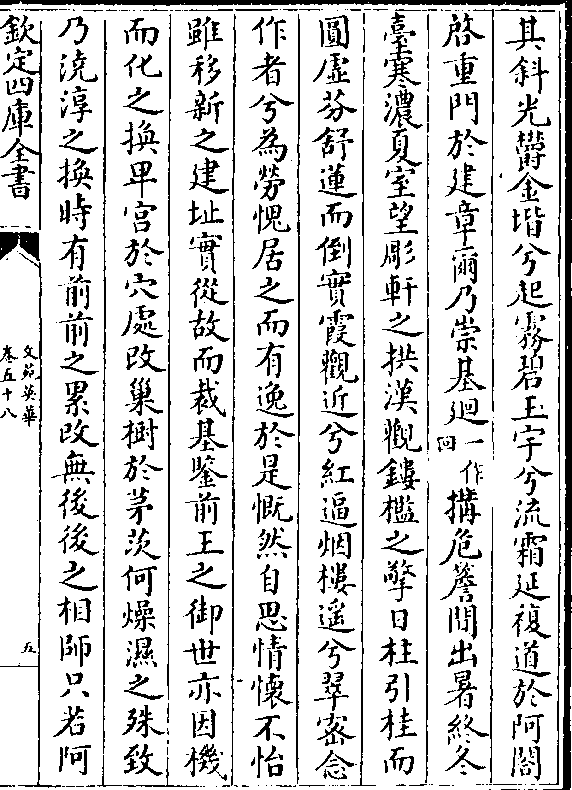 其斜光欝金堦兮起霧碧玉宇兮流霜延複道於阿閣
啓重門於建章爾乃崇基廻一作回搆危簷間出暑終冬
臺寒濃夏室望彫軒之拱漢觀鏤檻之擎日柱引桂而
圓虛芬舒蓮而倒實霞觀近兮紅逼烟樓遥兮翠密念
作者兮為勞愧居之而有逸於是慨然自思情懷不怡
雖移新之建址實從故而裁基鑒前王之御世亦因機
而化之換卑宮於穴處改巢樹於茅茨何燥濕之殊致
乃澆淳之換時有前前之累改無後後之相師只若阿
欽定四庫全書
文苑英華
卷五十八
五